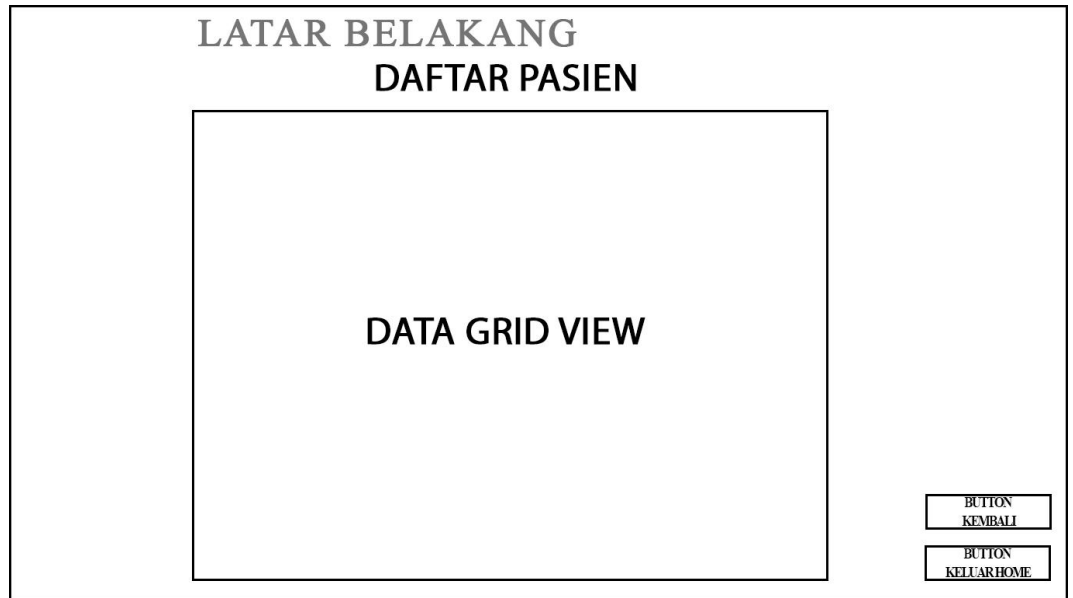 LATAR BELAKANG
DAFTAR PASIEN
DATA GRID VIEW
BUTTON
KEMBALI
BUTTON
KELUAR HOME